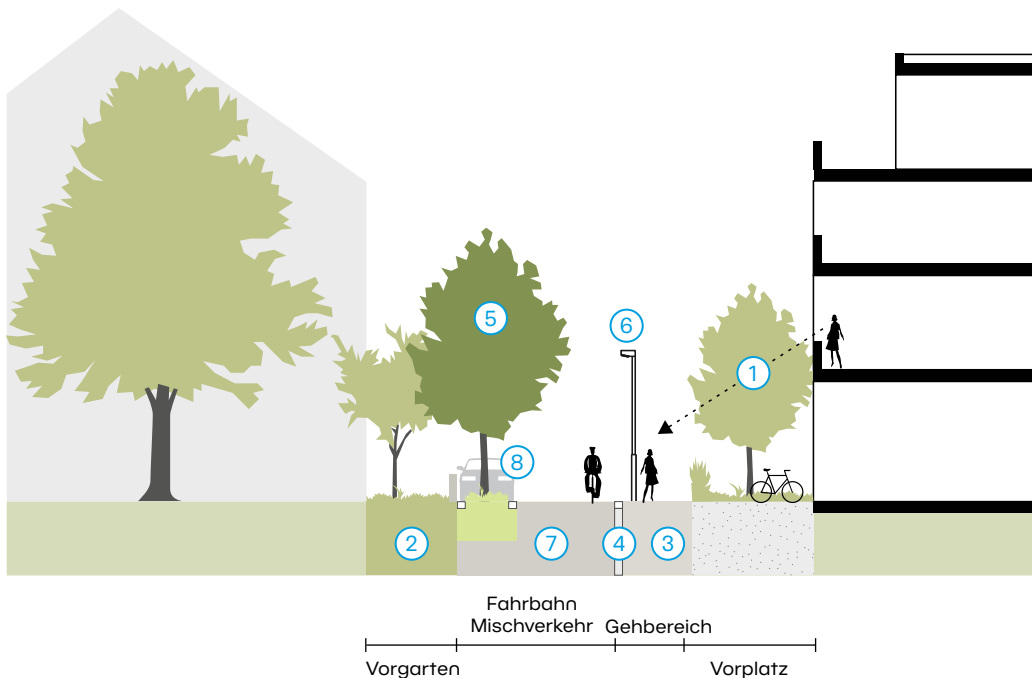 5
6
1
8
2
7
4
3
Fahrbahn
Mischverkehr
Gehbereich
Vorgarten
Vorplatz